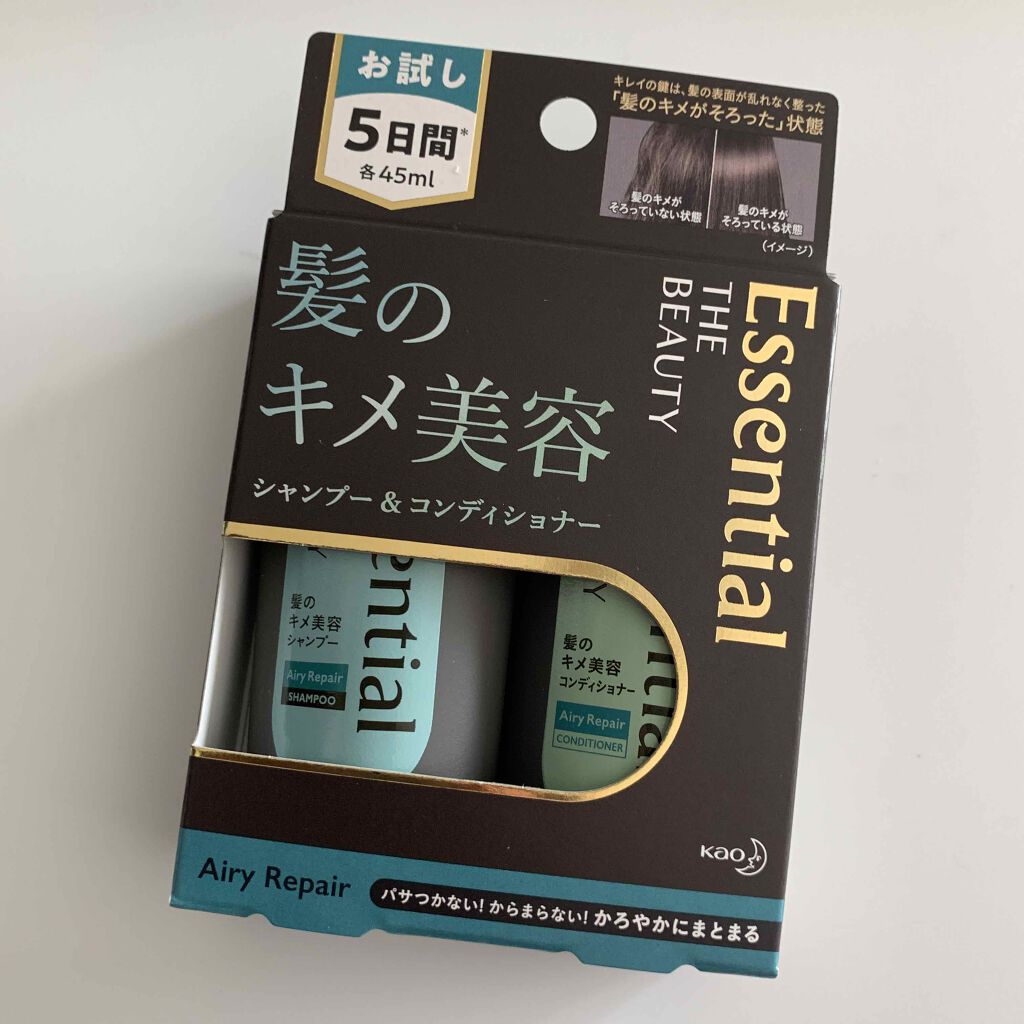 お試し
5日間*
各45ml
キレイの鍵は、髪の表面が乱れなく整った
「髪のキメがそろった」状態
髪のキメが
そろっていない状態
髪のキメが
そろっている状態
(イメージ)
Essential
THE
BEAUTY
髪の
キメ美容
シャンプー&コンディショナー
Y
ential
髪の
キメ美容
シャンプー
Airy Repair
SHAMPOO
Y
ntia
髪の
キメ美容
コンディショナー
Airy Repair
CONDITIONER
Kao
Airy Repair
パサつかない!からまらない!かろやかにまとまる